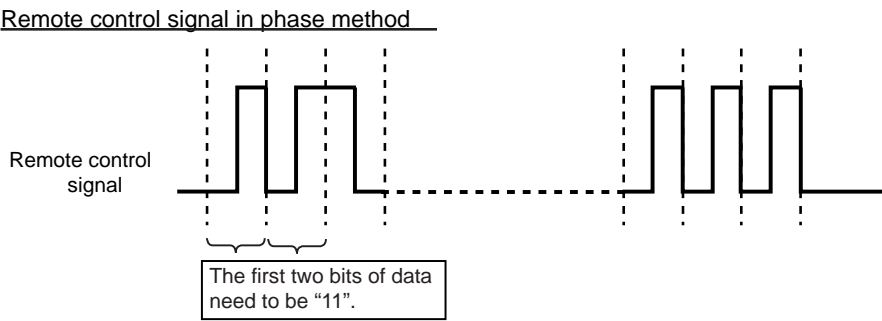 Remote control signal in phase method
Remote control
signal
The first two bits of data
need to be “11”.